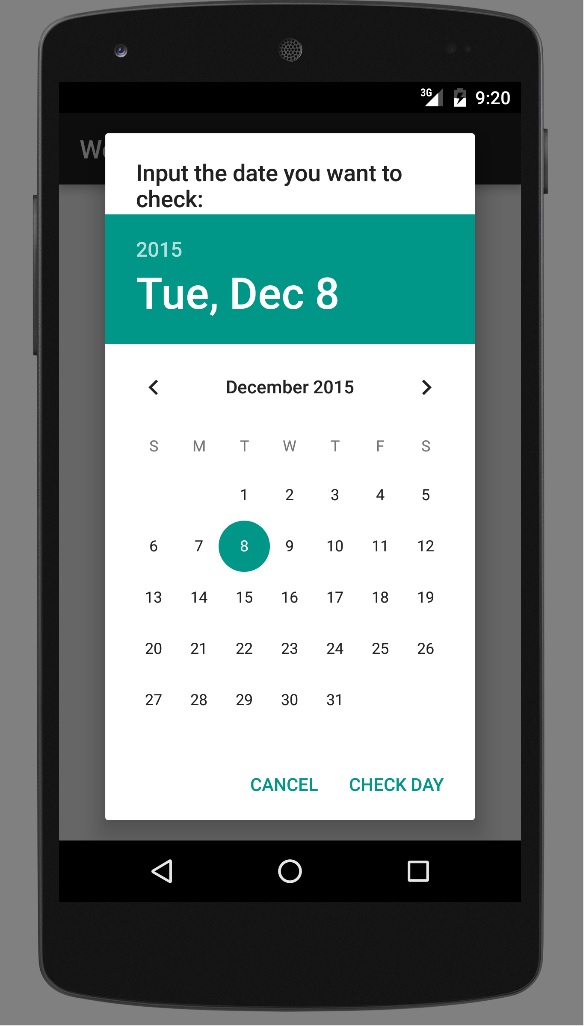 3G 9:20
Input the date you want to
check:
2015
Tue, Dec 8
December 2015
S M T W T F S
1 2 3 4 5
6 7 8 9 10 11 12
13 14 15 16 17 18 19
20 21 22 23 24 25 26
27 28 29 30 31
CANCEL CHECK DAY